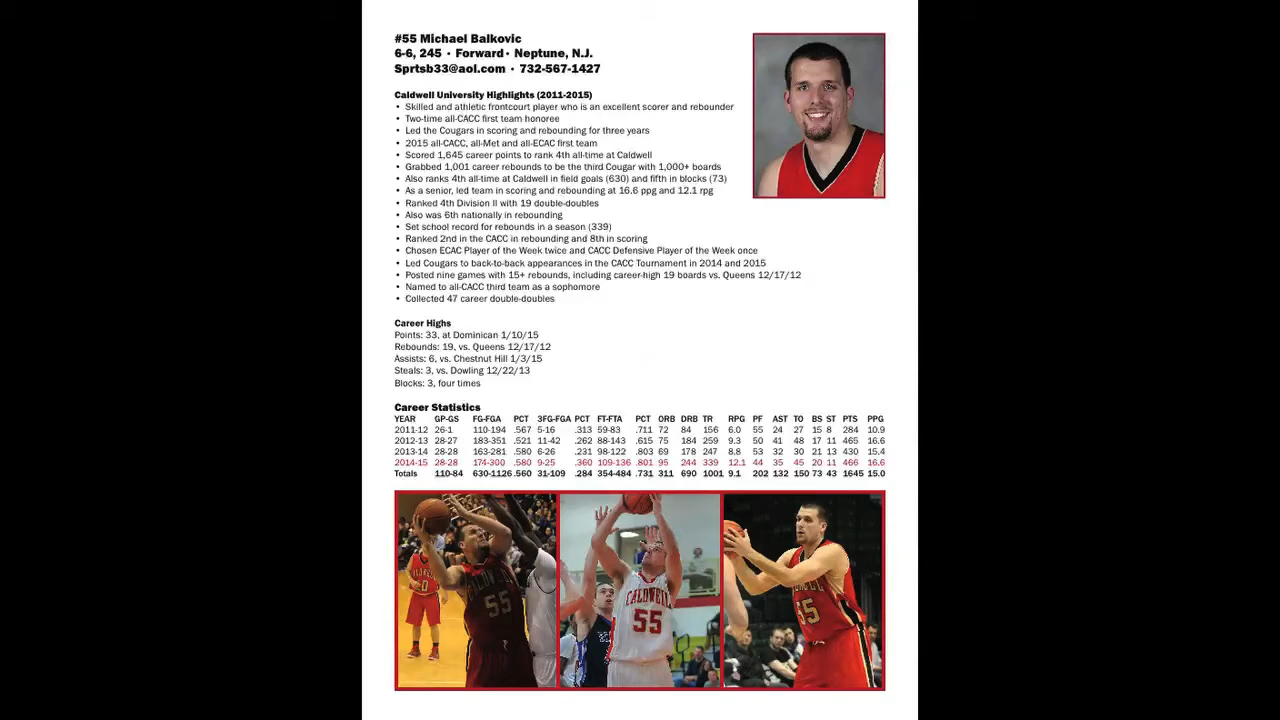 #55 Michael Balkovic
6-6, 245 • Forward • Neptune, N.J.
Sprtsb33@aol.com • 732-567-1427
Caldwell University Highlights (2011-2015)
• Skilled and athletic frontcourt player who is an excellent scorer and rebounder
• Two-time all-CACC first team honoree
• Led the Cougars in scoring and rebounding for three years
• 2015 all-CACC, all-Met and all-ECAC first team
• Scored 1,645 career points to rank 4th all-time at Caldwell
• Grabbed 1,001 career rebounds to be the third Cougar with 1,000+ boards
• Also ranks 4th all-time at Caldwell in field goals (630) and fifth in blocks (73)
• As a senior, led team in scoring and rebounding at 16.6 ppg and 12.1 rpg
• Ranked 4th Division II with 19 double-doubles
• Also was 6th nationally in rebounding
• Set school record for rebounds in a season (339)
• Ranked 2nd in the CACC in rebounding and 8th in scoring
• Chosen ECAC Player of the Week twice and CACC Defensive Player of the Week once
• Led Cougars to back-to-back appearances in the CACC Tournament in 2014 and 2015
• Posted nine games with 15+ rebounds, including career-high 19 boards vs. Queens 12/17/12
• Named to all-CACC third team as a sophomore
• Collected 47 career double-doubles
Career Highs
Points: 33, at Dominican 1/10/15
Rebounds: 19, vs. Queens 12/17/12
Assists: 6, vs. Chestnut Hill 1/3/15
Steals: 3, vs. Dowling 12/22/13
Blocks: 3, four times
Career Statistics
YEAR GP-GS FG-FGA PCT 3FG-FGA PCT FT-FTA PCT ORB DRB TR RPG PF AST TO BS ST PTS PPG
2011-12 26-1 110-194 .567 5-16 .313 59-83 .711 72 84 156 6.0 55 24 27 15 8 284 10.9
2012-13 28-27 183-351 .521 11-42 .262 88-143 .615 75 184 259 9.3 50 41 48 17 11 465 16.6
2013-14 28-28 163-281 .580 6-26 .231 98-122 .803 69 178 247 8.8 53 32 30 21 13 430 15.4
2014-15 28-28 174-300 .580 9-25 .360 109-136 .801 95 244 339 12.1 44 35 45 20 11 466 16.6
Totals 110-84 630-1126 .560 31-109 .284 354-484 .731 311 690 1001 9.1 202 132 150 73 43 1645 15.0
CALDWELL
55
CALDWELL
55
55